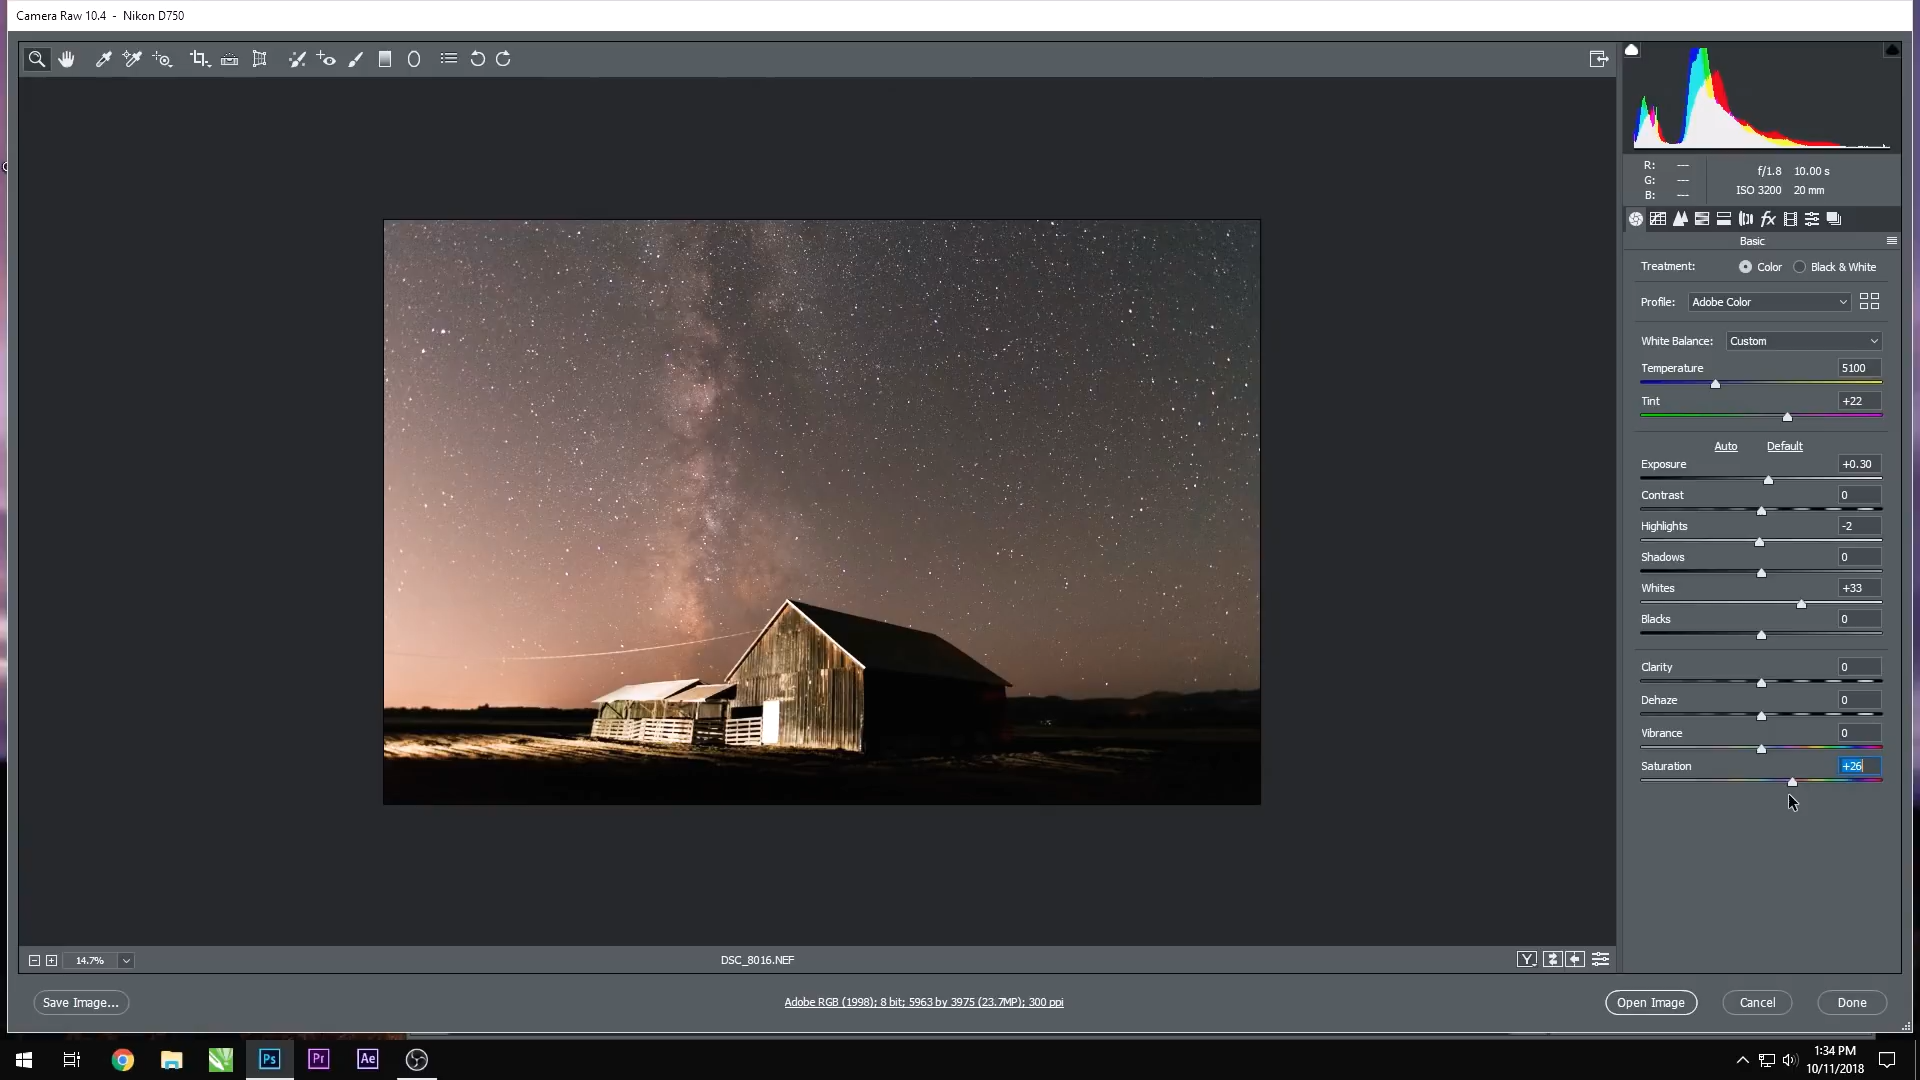 Camera Raw 10.4 - Nikon D750
R: ---
G: ---
B: ---
f/1.8 10.00 s
ISO 3200 20 mm
fx
Basic
Treatment: Color Black & White
Profile: Adobe Color
White Balance: Custom
Temperature 5100
Tint +22
Auto Default
Exposure +0.30
Contrast 0
Highlights -2
Shadows 0
Whites +33
Blacks 0
Clarity 0
Dehaze 0
Vibrance 0
Saturation +26
14.7% DSC_8016.NEF Y
Save Image... Adobe RGB (1998); 8 bit; 5963 by 3975 (23.7MP); 300 ppi Open Image Cancel Done
Ps Pr Ae
1:34 PM
10/11/2018